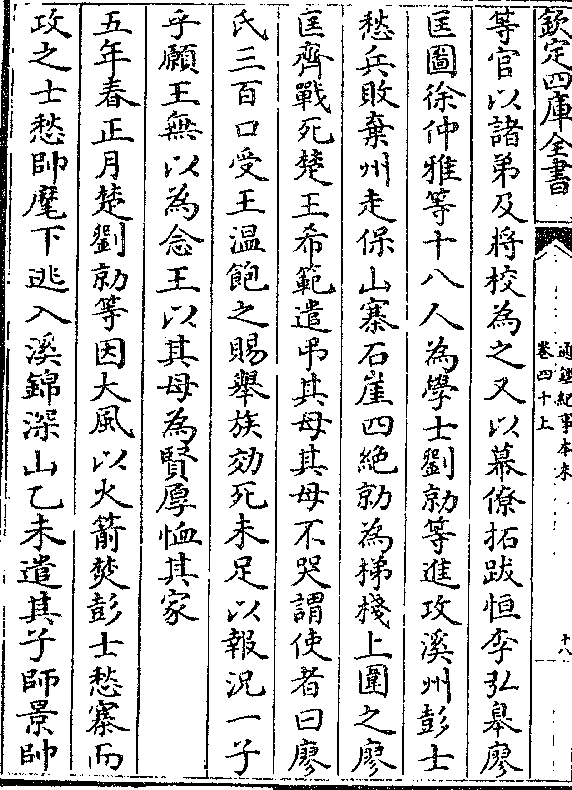 欽定四庫全書
通鑑紀事本末
卷四十上
十八
等官以諸弟及將校為之又以幕僚拓跋恒李弘臯廖
匡圖徐仲雅等十八人為學士劉勍等進攻溪州彭士
愁兵敗棄州走保山寨石崖四絶勍為梯棧上圍之廖
匡齊戰死楚王希範遣弔其母其母不哭謂使者曰廖
氏三百口受王温飽之賜舉族効死未足以報況一子
乎願王無以為念王以其母為賢厚恤其家
五年春正月楚劉勍等因大風以火箭焚彭士愁寨而
攻之士愁帥麾下逃入溪錦深山乙未遣其子師暠帥